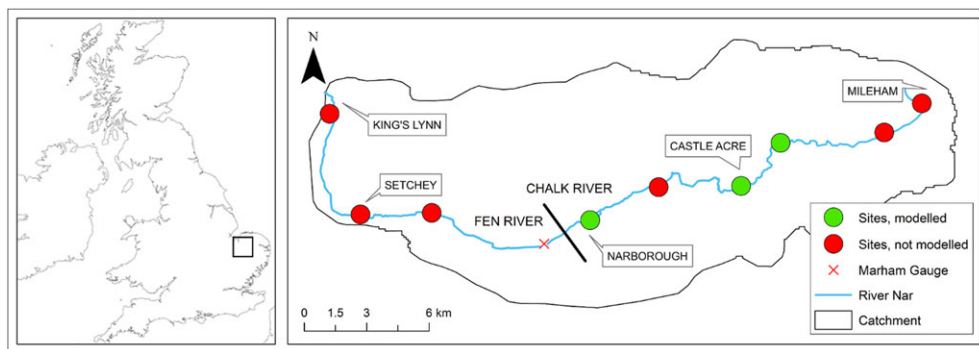 N
MILEHAM
KING'S LYNN
CASTLE ACRE
SETCHEY
CHALK RIVER
FEN RIVER
NARBOROUGH
0 1.5 3 6 km
Sites, modelled
Sites, not modelled
Marham Gauge
River Nar
Catchment